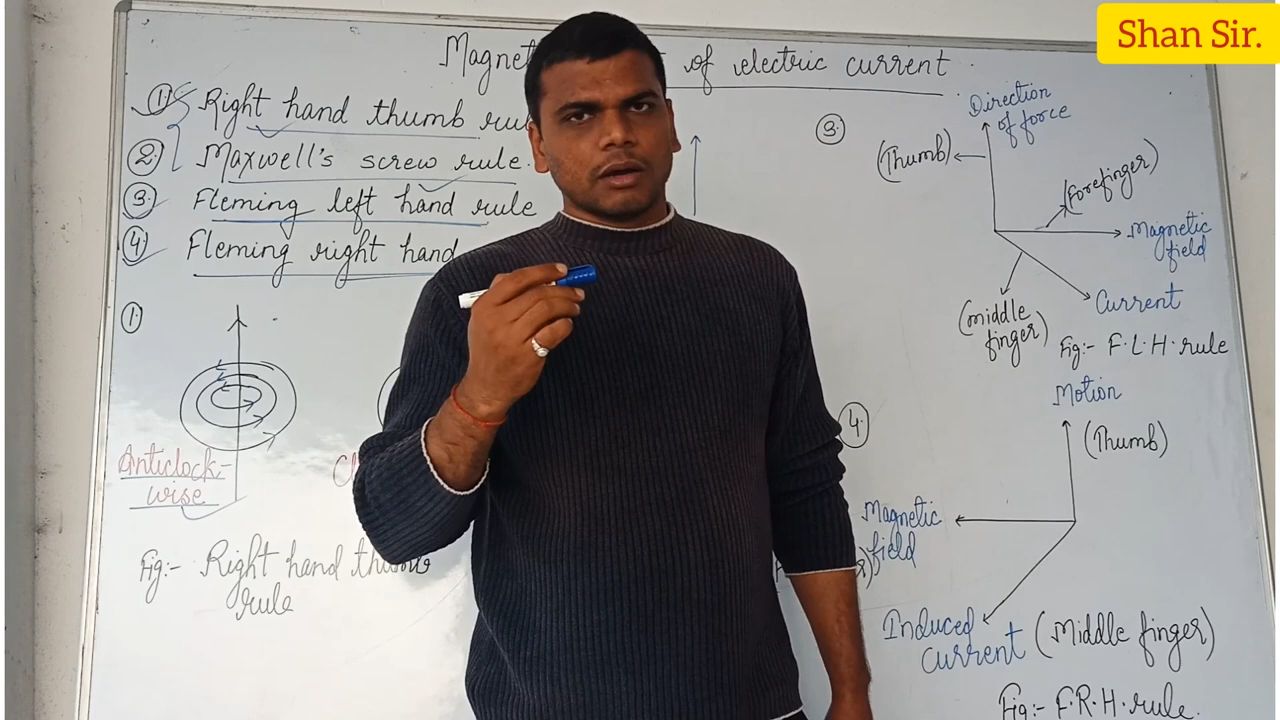 Shan Sir.
Magnet of electric current
① Right hand thumb rul
② Maxwell's screw rule.
③ Fleming left hand rule
④ Fleming right hand
①
Anticlock-
wise
Fig:- Right hand thumb
rule
③
Direction
of force
(Thumb)
(Forefinger)
Magnetic
field
Current
(middle
finger)
Fig:- F.L.H. rule
④
Motion
(Thumb)
Magnetic
field
Induced
current (Middle finger)
Fig:- F.R.H. rule.